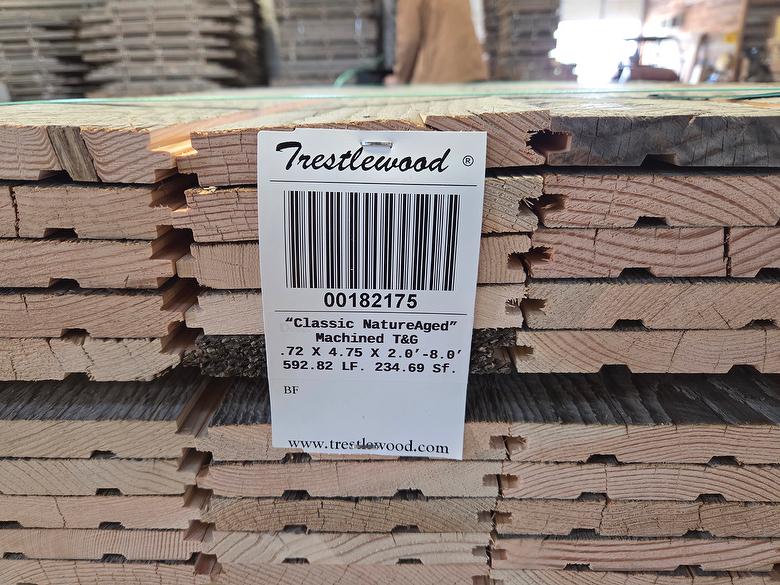 Trestlewood ®
00182175
“Classic NatureAged”
Machined T&G
.72 X 4.75 X 2.0'-8.0'
592.82 LF. 234.69 Sf.
BF
www.trestlewood.com